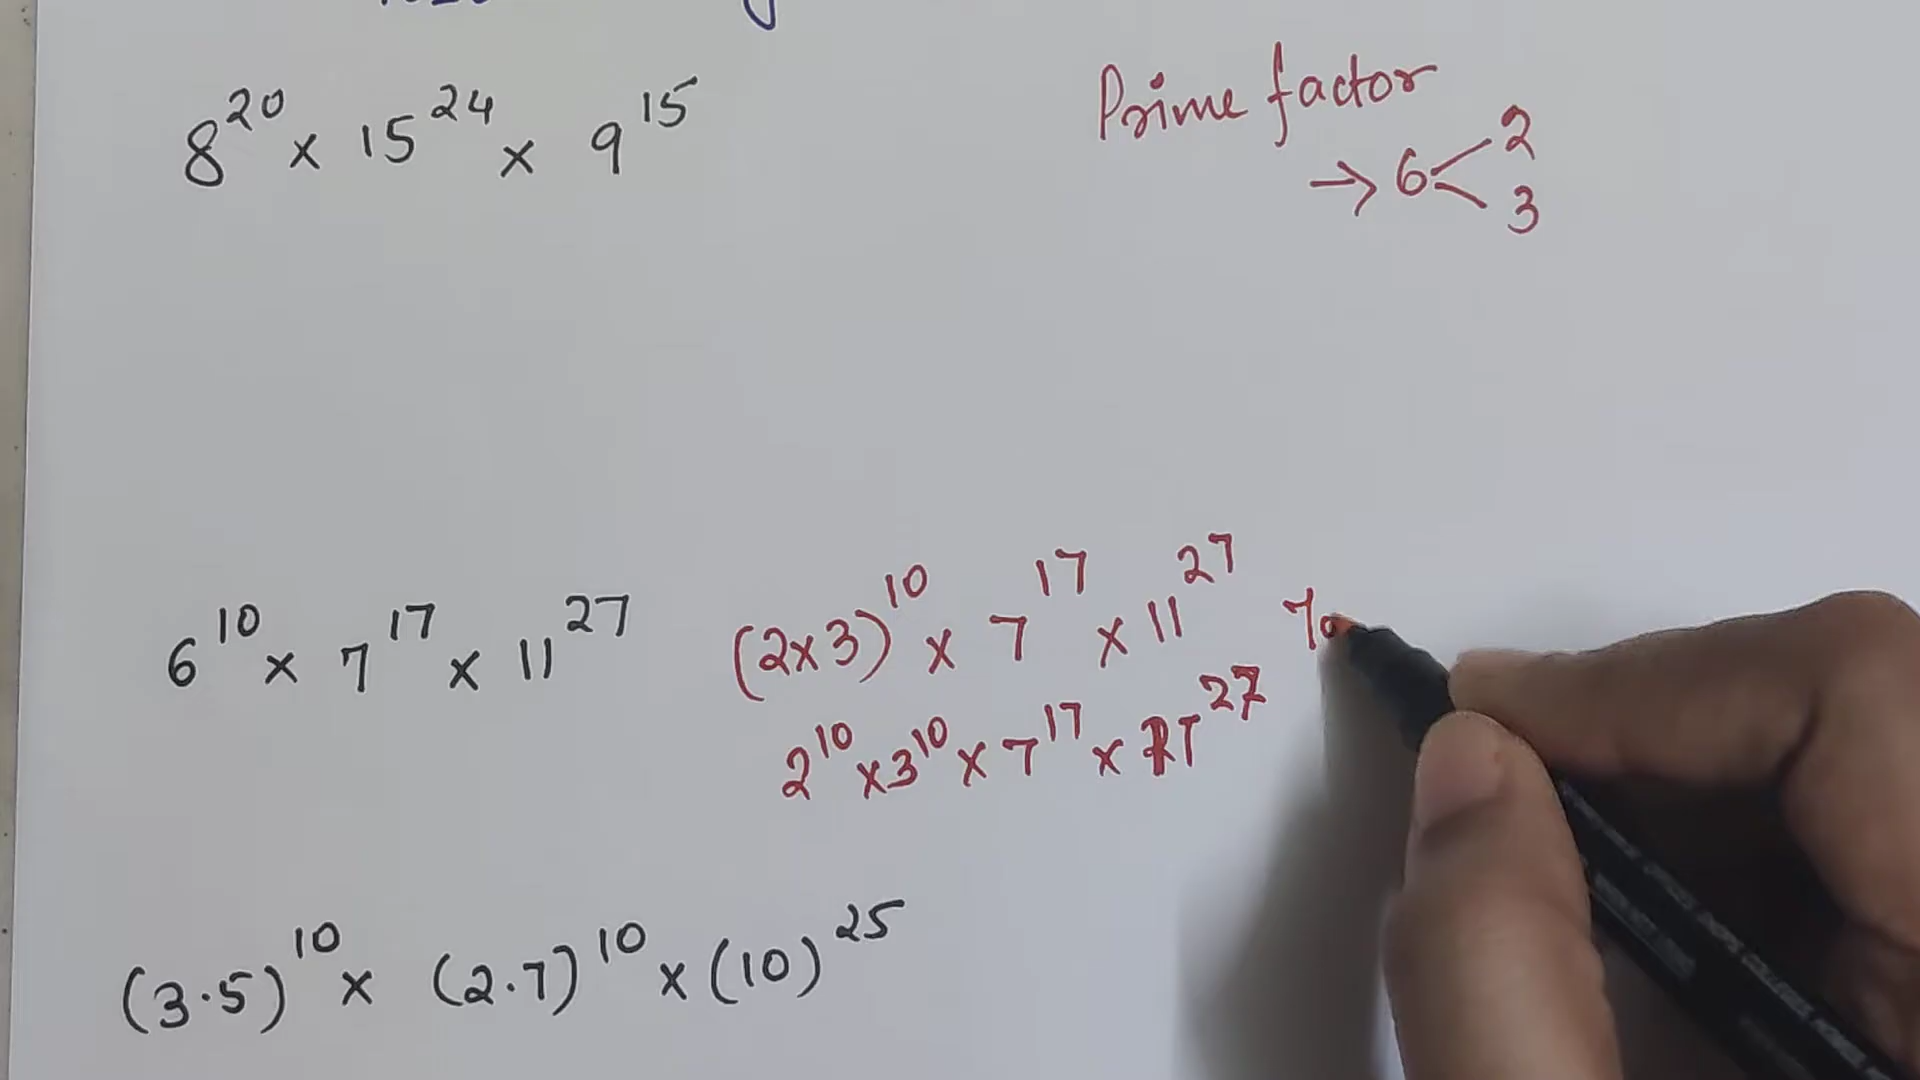 8^20 × 15^24 × 9^15
Prime factor
→ 6 < 2
3
6^10 × 7^17 × 11^27
(2×3)^10 × 7^17 × 11^27
2^10 × 3^10 × 7^17 × 11^27
(3.5)^10 × (2.7)^10 × (10)^25